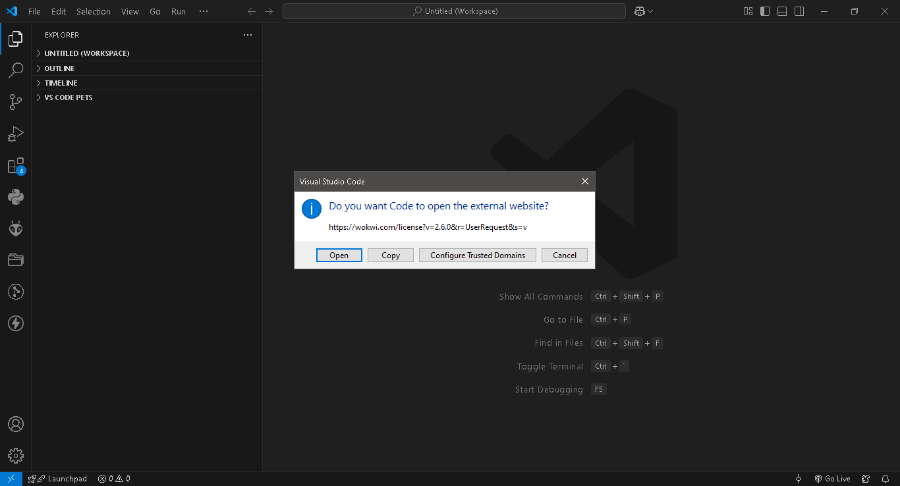 File Edit Selection View Go Run ··· Untitled (Workspace)
EXPLORER ···
UNTITLED (WORKSPACE)
OUTLINE
TIMELINE
VS CODE PETS
4
Visual Studio Code
Do you want Code to open the external website?
https://wokwi.com/license?v=2.6.0&r=UserRequest&s=v
Open Copy Configure Trusted Domains Cancel
Show All Commands Ctrl + Shift + P
Go to File Ctrl + P
Find in Files Ctrl + Shift + F
Toggle Terminal Ctrl + `
Start Debugging F5
Launchpad 0 0 Go Live